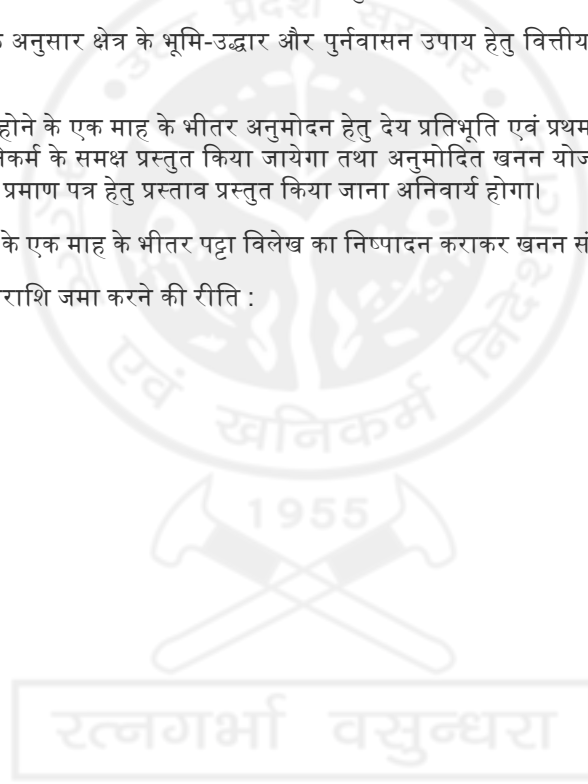 अनुसार क्षेत्र के भूमि-उद्धार और पुर्नवासन उपाय हेतु वित्तीय
होने के एक माह के भीतर अनुमोदन हेतु देय प्रतिभूति एवं प्रथम
के समक्ष प्रस्तुत किया जायेगा तथा अनुमोदित खनन
प्रमाण पत्र हेतु प्रस्ताव प्रस्तुत किया जाना अनिवार्य होगा।
के एक माह के भीतर पट्टा विलेख का निष्पादन कराकर खनन
राशि जमा करने की रीति :
एवं खनिकर्म
1955
रत्नगर्भा वसुन्धरा